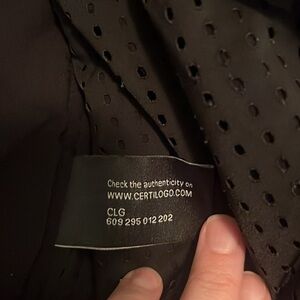 Check the authenticity on
WWW.CERTILOGO.COM
CLG
609 295 012 202